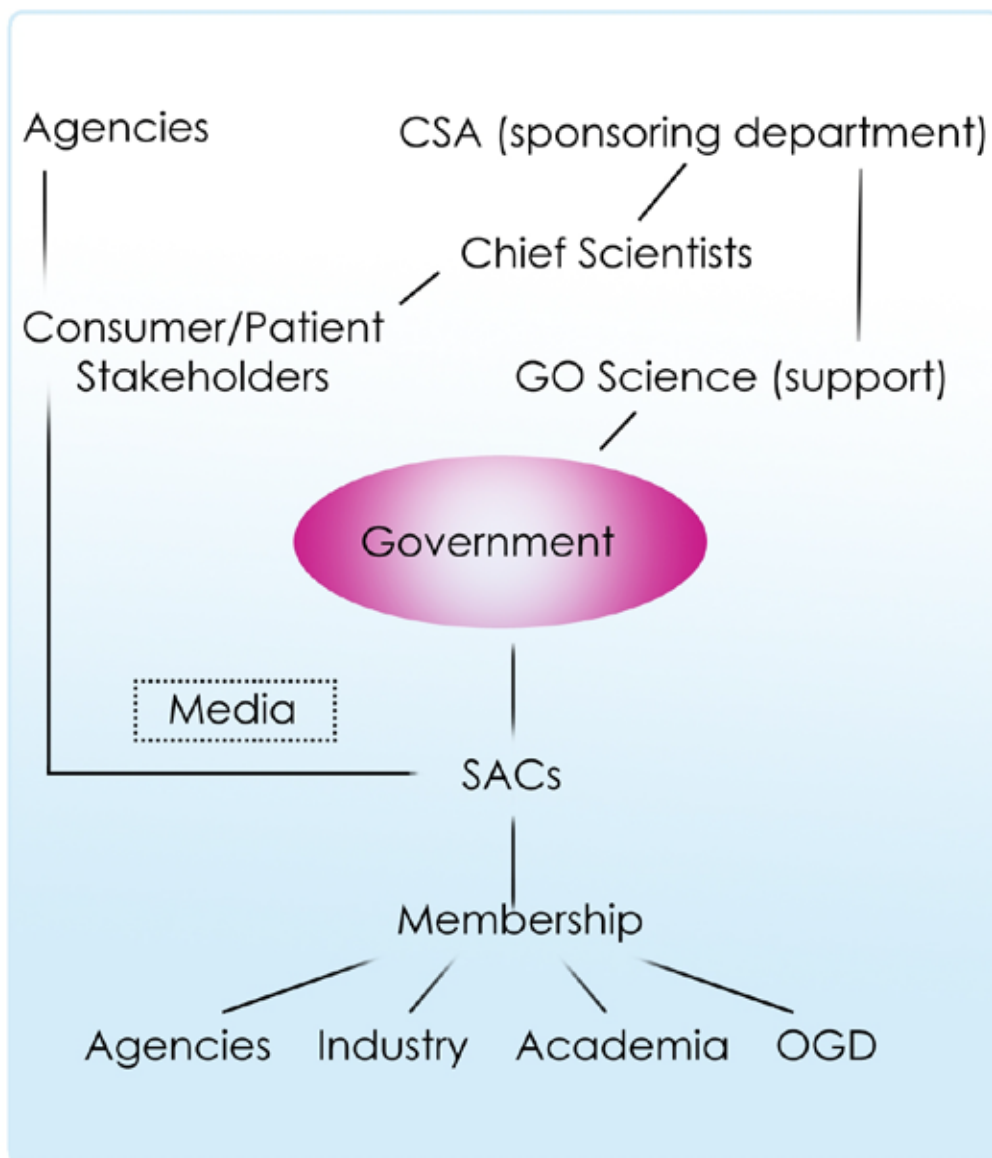 Agencies
CSA (sponsoring department)
Chief Scientists
Consumer/Patient
Stakeholders
GO Science (support)
Government
Media
SACs
Membership
Agencies
Industry
Academia
OGD